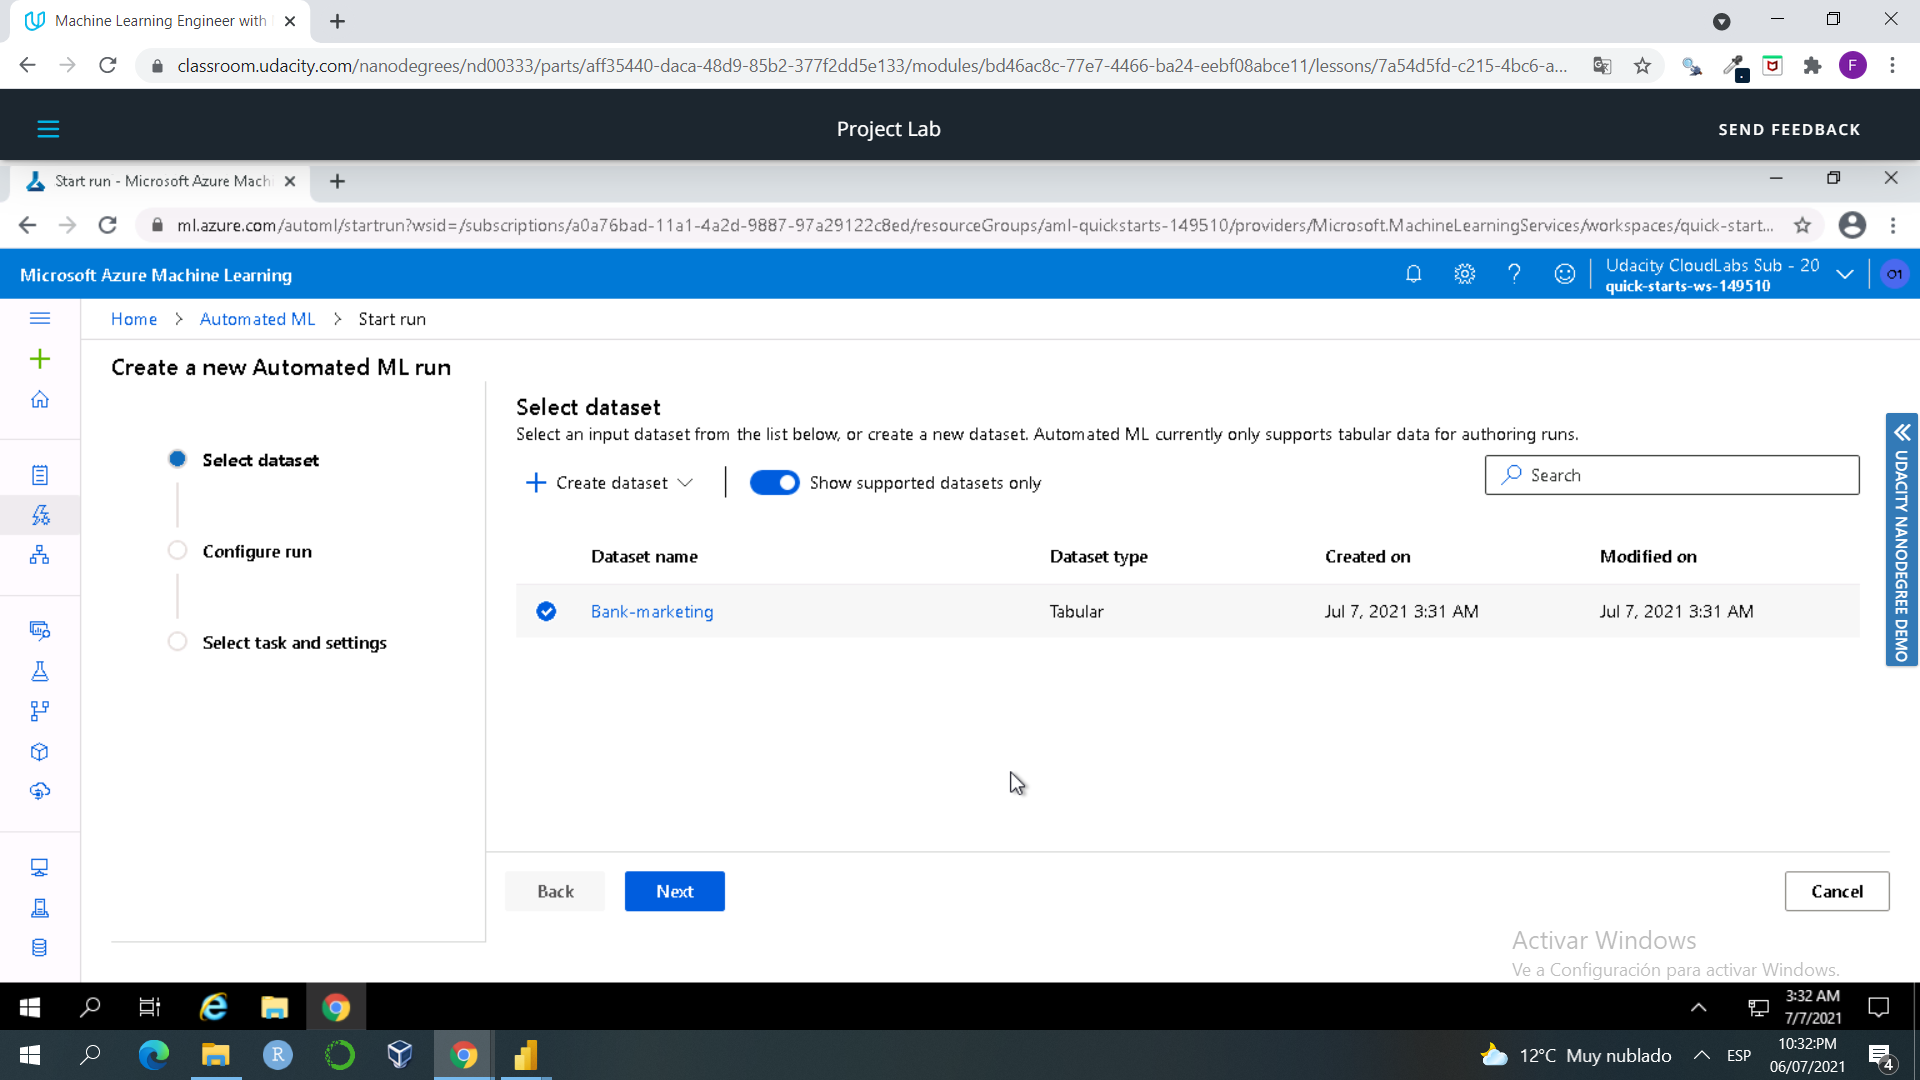 Machine Learning Engineer with
classroom.udacity.com/nanodegrees/nd00333/parts/aff35440-daca-48d9-85b2-377f2dd5e133/modules/bd46ac8c-77e7-4466-ba24-eebf08abce11/lessons/7a54d5fd-c215-4bc6-a...
F
Project Lab
SEND FEEDBACK
Start run - Microsoft Azure Machi
ml.azure.com/automl/startrun?wsid=/subscriptions/a0a76bad-11a1-4a2d-9887-97a29122c8ed/resourceGroups/aml-quickstarts-149510/providers/Microsoft.MachineLearningServices/workspaces/quick-start...
Microsoft Azure Machine Learning
Udacity CloudLabs Sub - 20
quick-starts-ws-149510
O1
Home > Automated ML > Start run
Create a new Automated ML run
Select dataset
Configure run
Select task and settings
Select dataset
Select an input dataset from the list below, or create a new dataset. Automated ML currently only supports tabular data for authoring runs.
Create dataset
Show supported datasets only
Search
Dataset name Dataset type Created on Modified on
Bank-marketing Tabular Jul 7, 2021 3:31 AM Jul 7, 2021 3:31 AM
UDACITY NANODEGREE DEMO
Back
Next
Cancel
Activar Windows
Ve a Configuración para activar Windows.
3:32 AM
7/7/2021
R
12°C Muy nublado
ESP
10:32:PM
06/07/2021
4